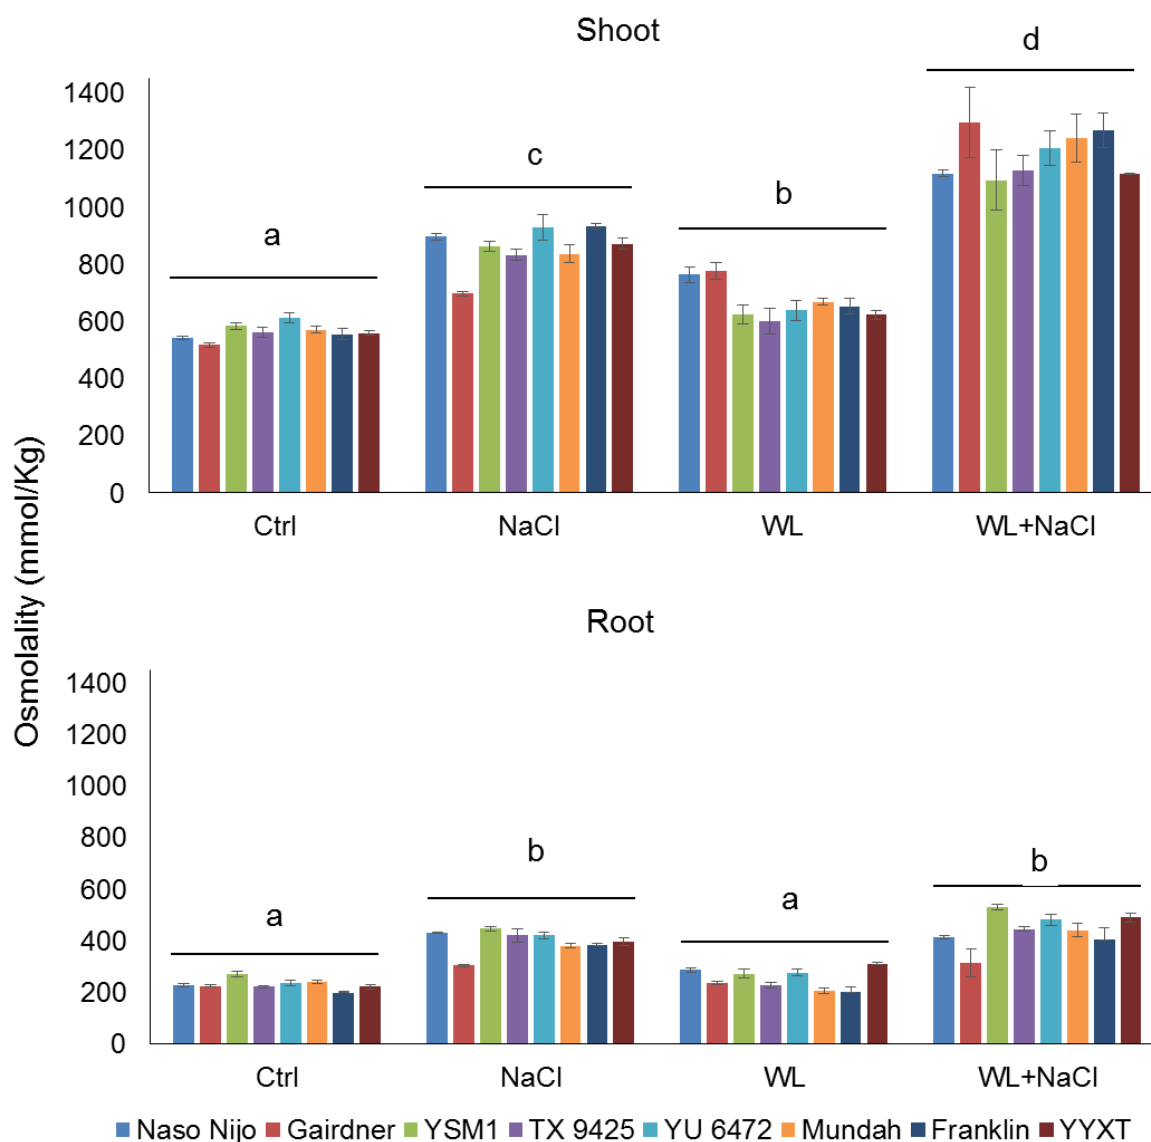 Shoot
d
1400
1200
c
1000
b
a
800
600
400
200
0
Ctrl
NaCl
WL
WL+NaCl
Osmolality (mmol/Kg)
Root
1400
1200
1000
800
b
b
600
a
a
400
200
0
Ctrl
NaCl
WL
WL+NaCl
Naso Nijo Gairdner YSM1 TX 9425 YU 6472 Mundah Franklin YYXT